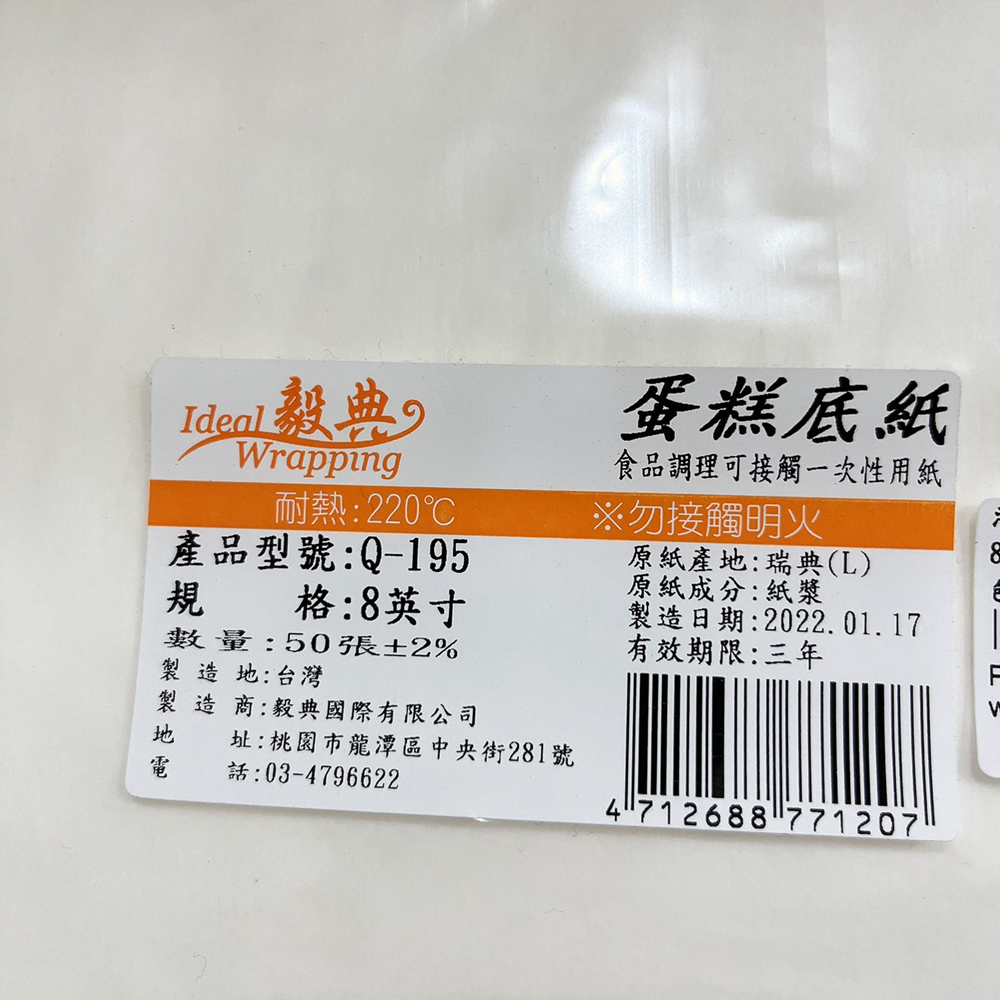 Ideal 毅典
Wrapping
蛋糕底紙
食品調理可接觸一次性用紙
耐熱:220℃
※勿接觸明火
產品型號:Q-195
規 格:8英寸
數量:50張±2%
製造地:台灣
製造商:毅典國際有限公司
地 址:桃園市龍潭區中央街281號
電 話:03-4796622
原紙產地:瑞典(L)
原紙成分:紙漿
製造日期:2022.01.17
有效期限:三年
4 712688 771207
8